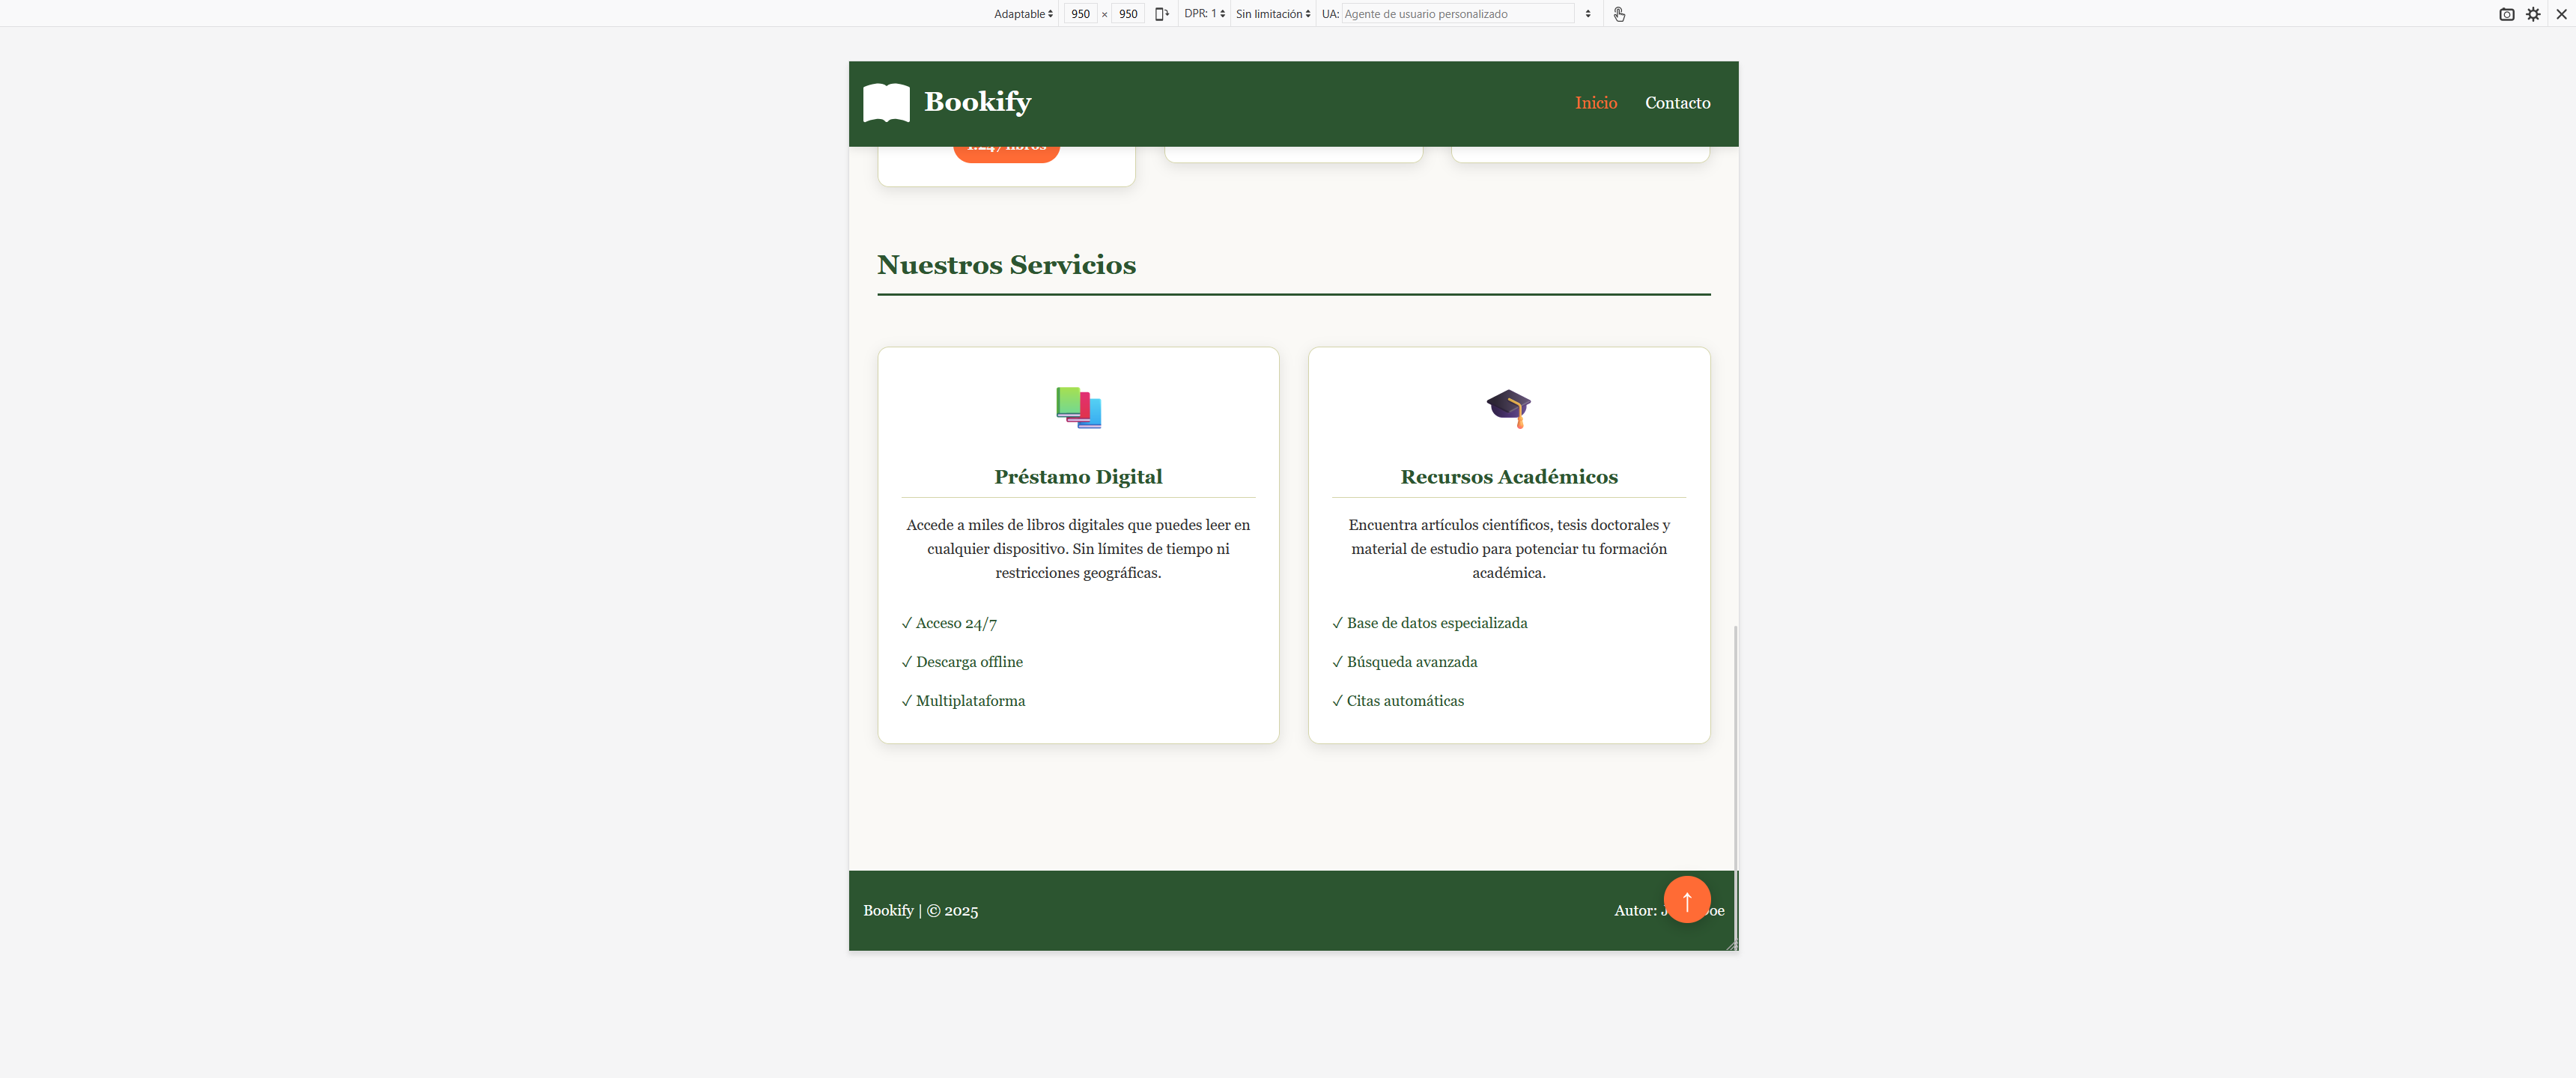 Adaptable 950 × 950 DPR: 1 Sin limitación UA: Agente de usuario personalizado
Bookify
Inicio Contacto
Nuestros Servicios
Préstamo Digital
Accede a miles de libros digitales que puedes leer en
cualquier dispositivo. Sin límites de tiempo ni
restricciones geográficas.
✓ Acceso 24/7
✓ Descarga offline
✓ Multiplataforma
Recursos Académicos
Encuentra artículos científicos, tesis doctorales y
material de estudio para potenciar tu formación
académica.
✓ Base de datos especializada
✓ Búsqueda avanzada
✓ Citas automáticas
Bookify | © 2025
Autor:
↑